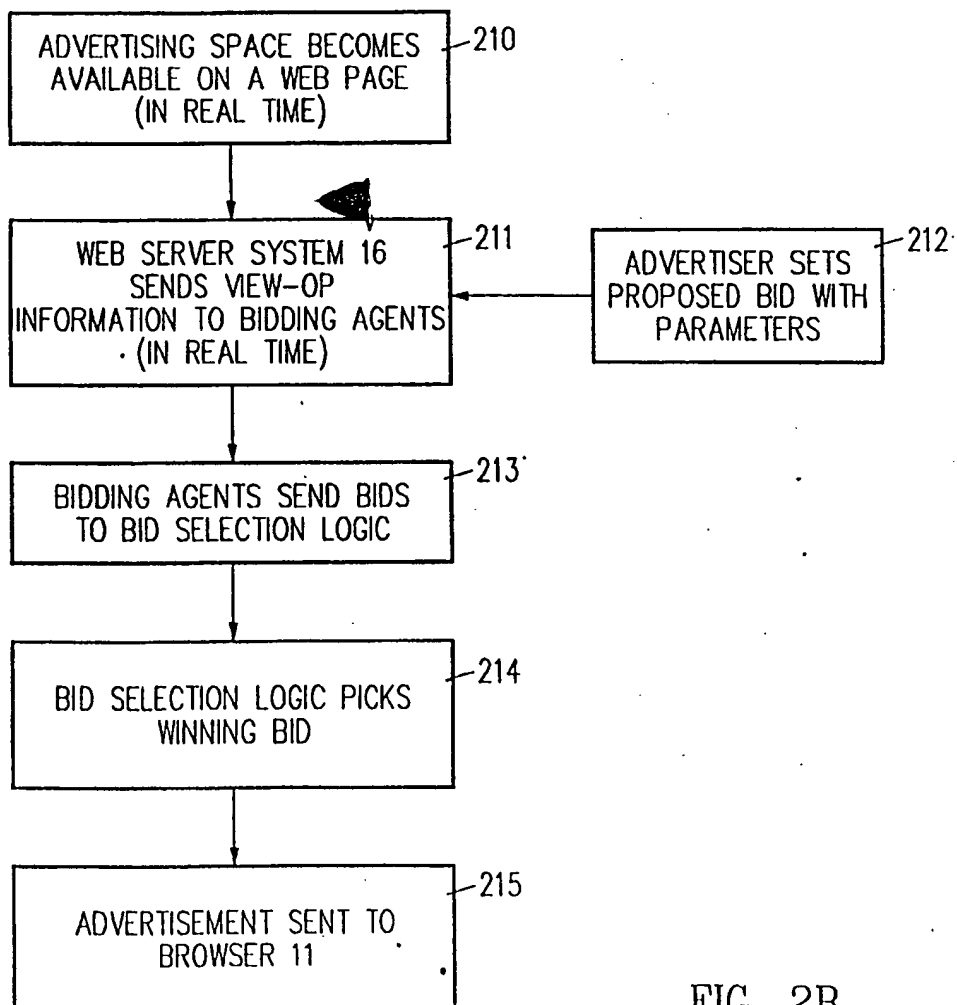 ADVERTISING SPACE BECOMES
AVAILABLE ON A WEB PAGE
(IN REAL TIME)
210
WEB SERVER SYSTEM 16
SENDS VIEW-OP
INFORMATION TO BIDDING AGENTS
(IN REAL TIME)
211
ADVERTISER SETS
PROPOSED BID WITH
PARAMETERS
212
BIDDING AGENTS SEND BIDS
TO BID SELECTION LOGIC
213
BID SELECTION LOGIC PICKS
WINNING BID
214
ADVERTISEMENT SENT TO
BROWSER 11
215
FIG. 2B